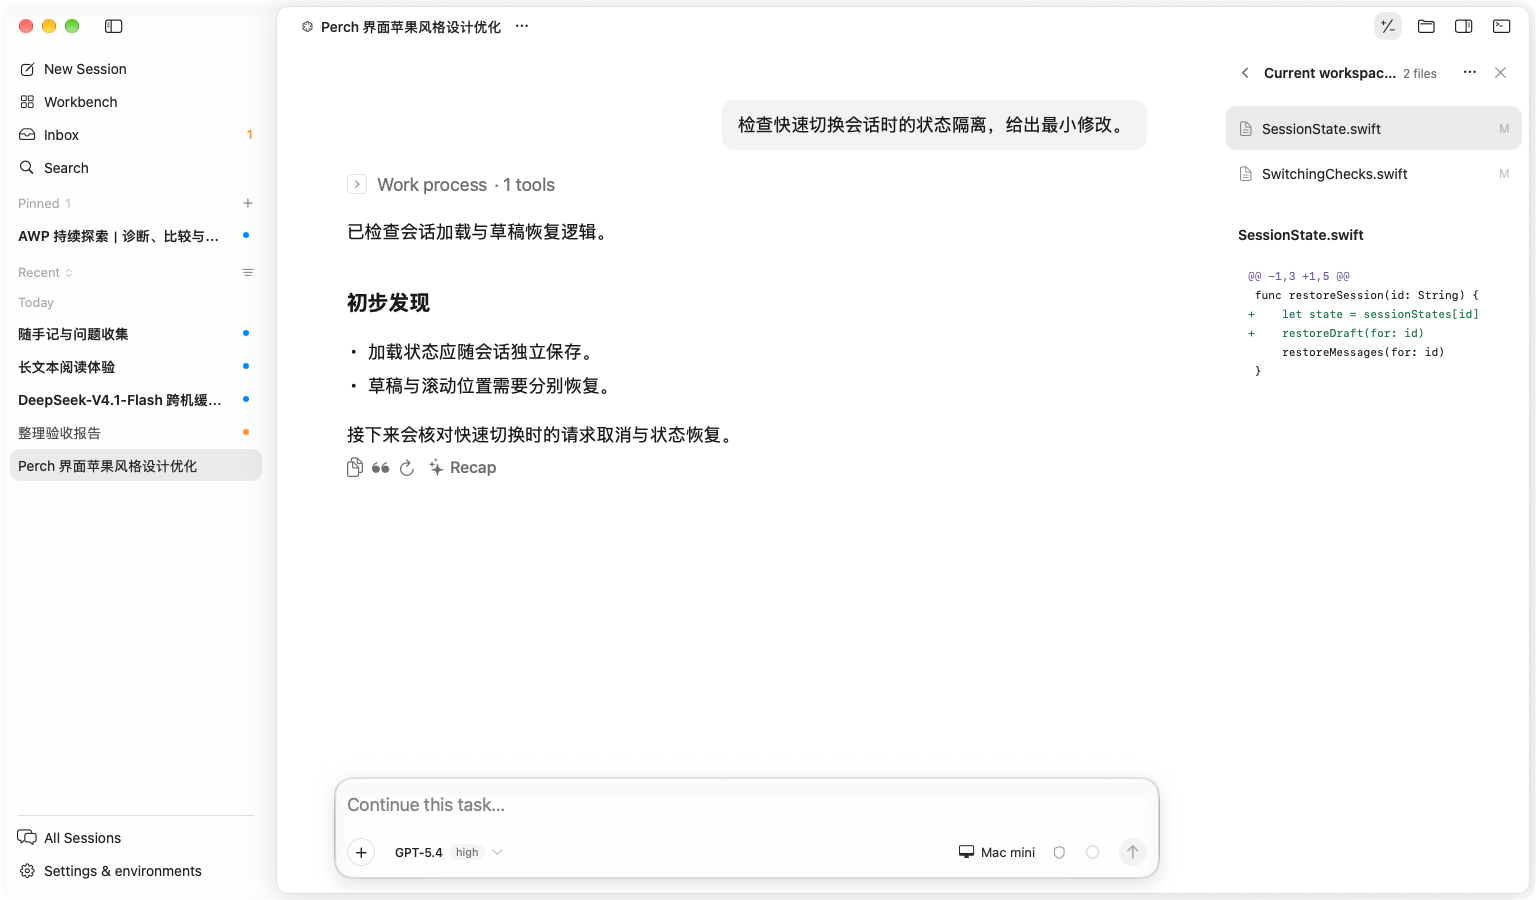 Perch 界面苹果风格设计优化 ···
New Session
Workbench
Inbox 1
Search
Pinned 1 +
AWP 持续探索 | 诊断、比较与...
Recent
Today
随手记与问题收集
长文本阅读体验
DeepSeek-V4.1-Flash 跨机缓...
整理验收报告
Perch 界面苹果风格设计优化
All Sessions
Settings & environments
检查快速切换会话时的状态隔离，给出最小修改。
Work process · 1 tools
已检查会话加载与草稿恢复逻辑。
初步发现
• 加载状态应随会话独立保存。
• 草稿与滚动位置需要分别恢复。
接下来会核对快速切换时的请求取消与状态恢复。
Recap
Continue this task...
+ GPT-5.4 high Mac mini
Current workspac... 2 files ···
SessionState.swift M
SwitchingChecks.swift M
SessionState.swift
@@ -1,3 +1,5 @@
func restoreSession(id: String) {
+ let state = sessionStates[id]
+ restoreDraft(for: id)
restoreMessages(for: id)
}